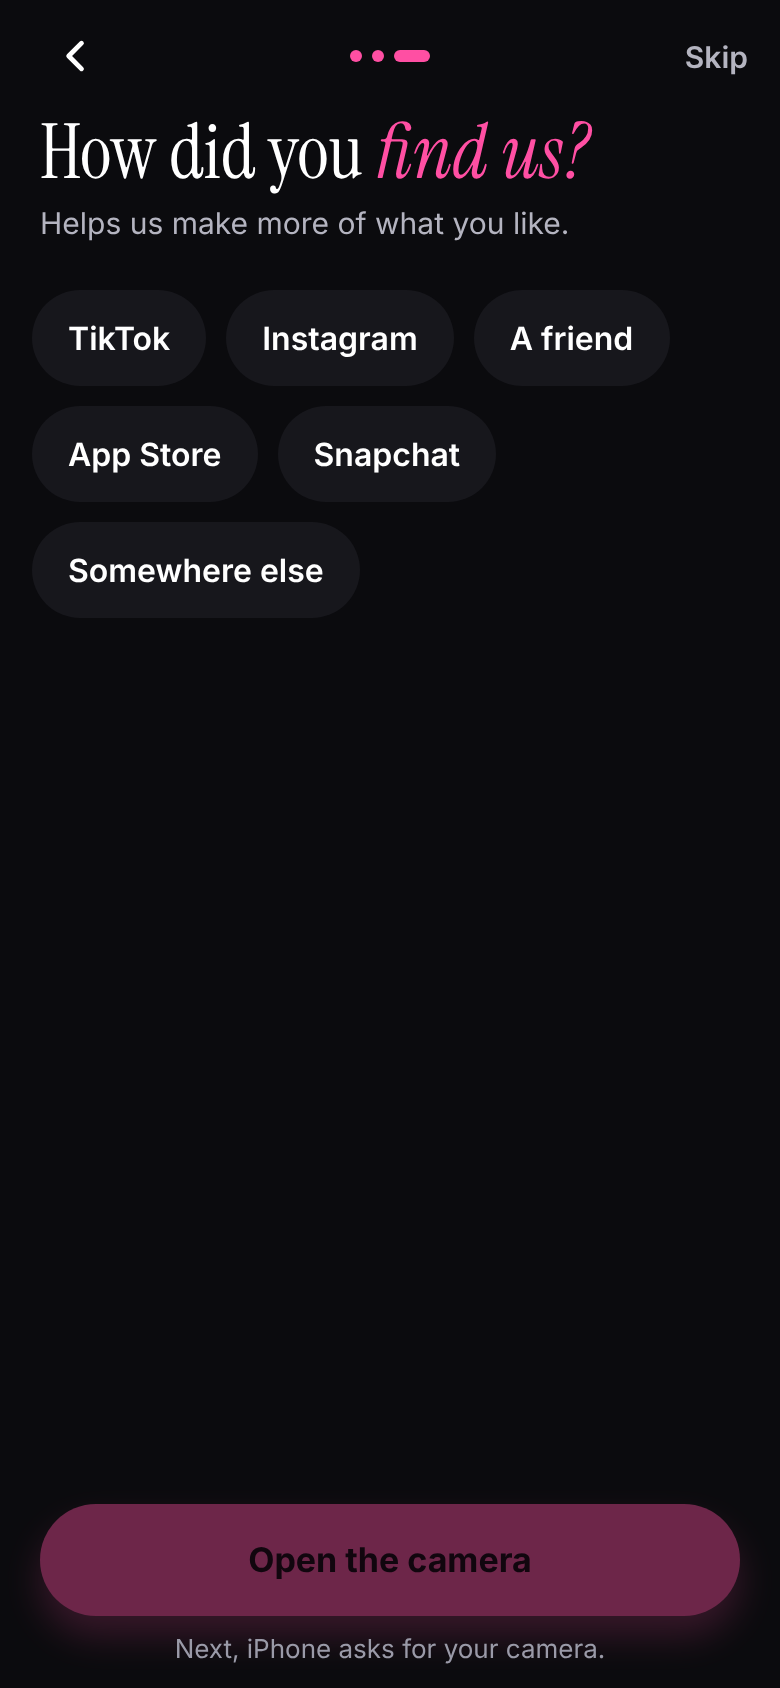 Skip
How did you find us?
Helps us make more of what you like.
TikTok
Instagram
A friend
App Store
Snapchat
Somewhere else
Open the camera
Next, iPhone asks for your camera.